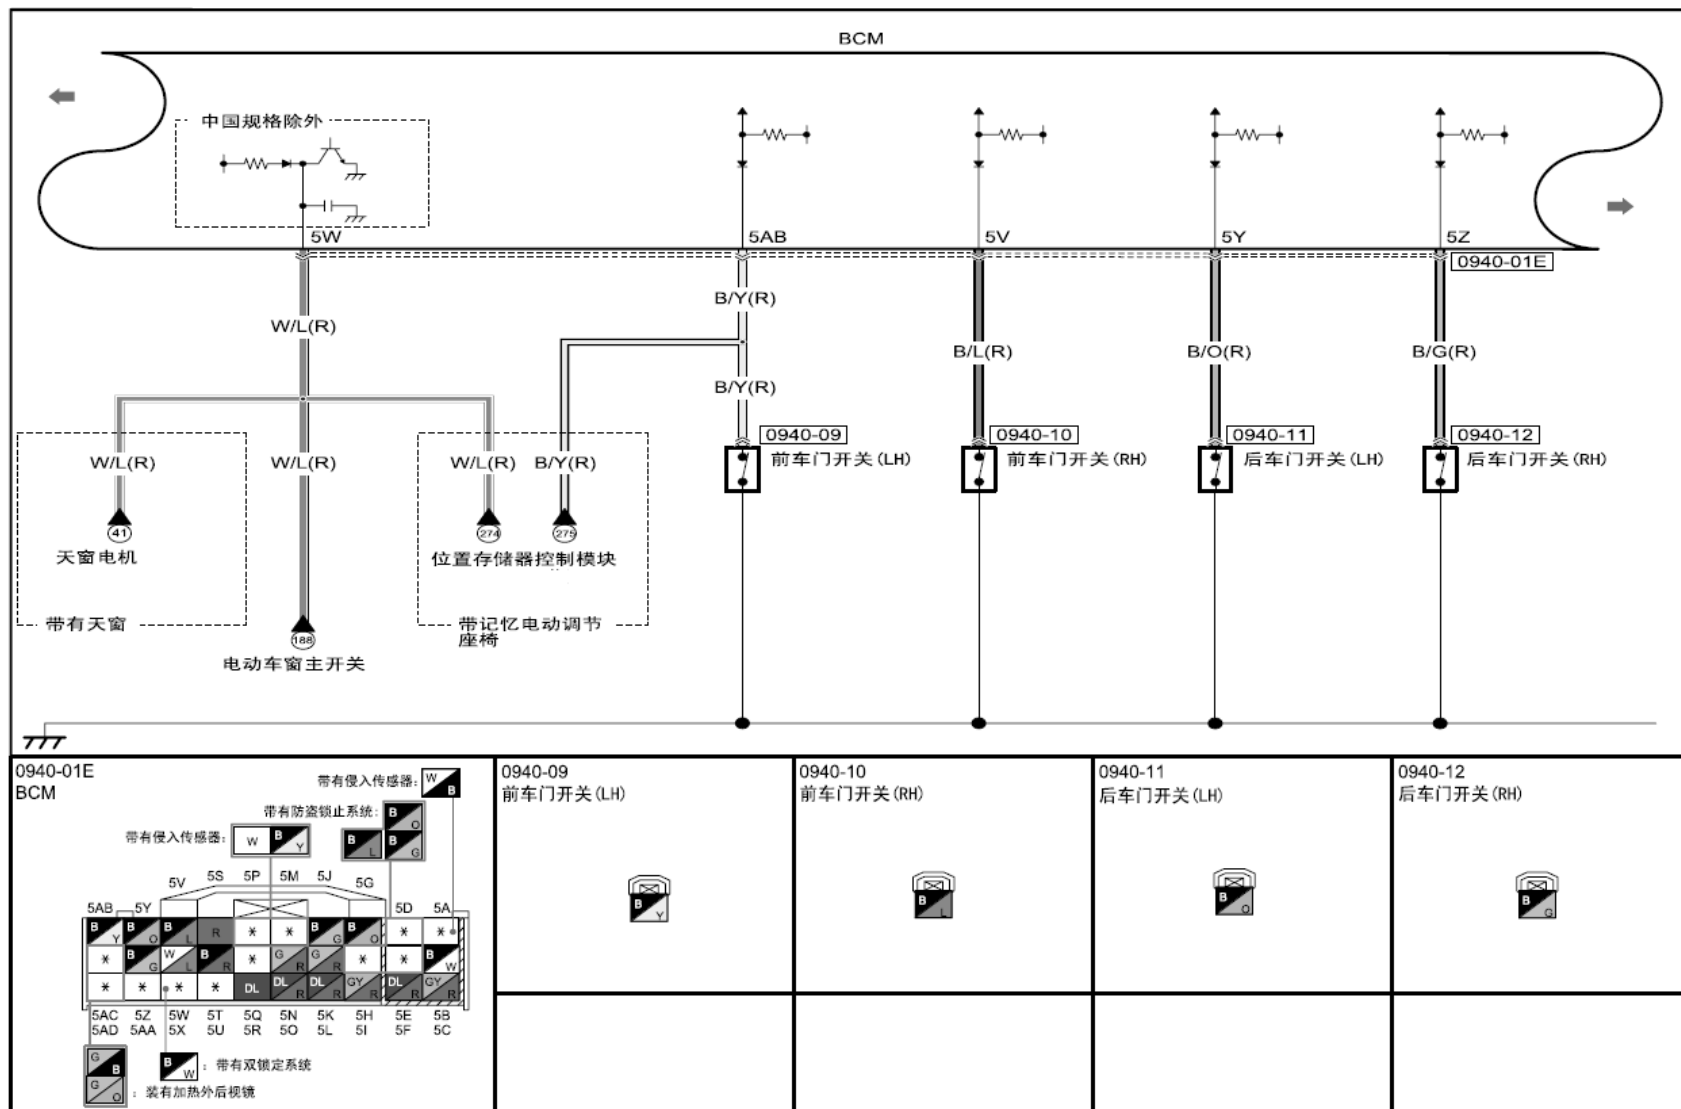 BCM
中国规格除外
5W
5AB
5V
5Y
5Z
0940-01E
B/Y(R)
W/L(R)
B/L(R)
B/O(R)
B/G(R)
B/Y(R)
0940-09
0940-10
0940-11
0940-12
W/L(R)
W/L(R)
W/L(R)
B/Y(R)
前车门开关(LH)
前车门开关(RH)
后车门开关(LH)
后车门开关(RH)
41
274
275
天窗电机
位置存储器控制模块
带有天窗
188
带记忆电动调节
座椅
电动车窗主开关
0940-01E
BCM
带有侵入传感器:
W
B
带有防盗锁止系统:
B
O
B
L
B
G
带有侵入传感器:
W
B
Y
5V
5S
5P
5M
5J
5G
5AB
5Y
5D
5A
B
Y
B
O
B
L
R
*
*
B
G
B
O
*
*
*
B
G
W
L
B
R
*
G
R
G
R
*
*
B
W
*
*
*
*
DL
DL
R
DL
R
GY
R
DL
R
GY
R
5AC
5Z
5W
5T
5Q
5N
5K
5H
5E
5B
5AD
5AA
5X
5U
5R
5O
5L
5I
5F
5C
G
B
G
O
:装有加热外后视镜
B
W
:带有双锁定系统
0940-09
前车门开关(LH)
B
Y
0940-10
前车门开关(RH)
B
L
0940-11
后车门开关(LH)
B
O
0940-12
后车门开关(RH)
B
G